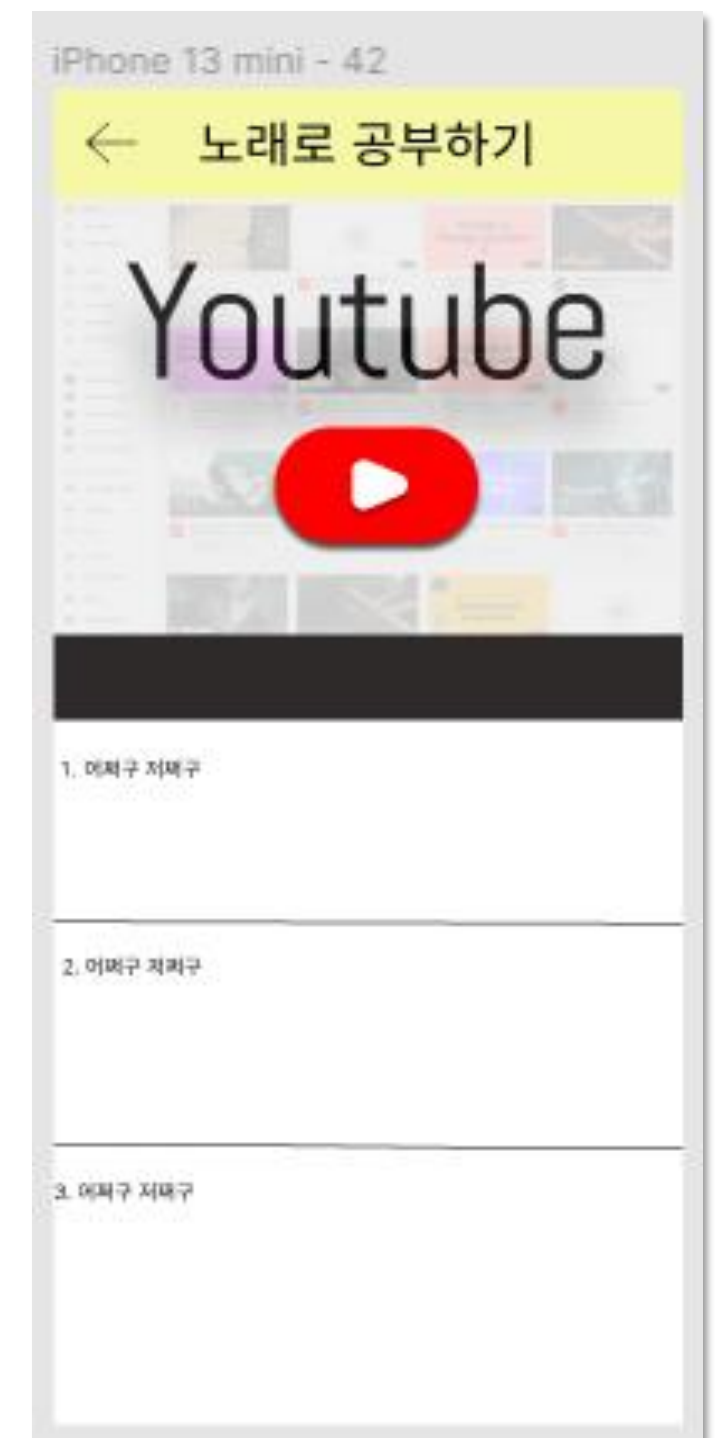 iPhone 13 mini - 42
노래로 공부하기
Youtube
1. 어쩌구 저쩌구
2. 어쩌구 저쩌구
3. 어쩌구 저쩌구